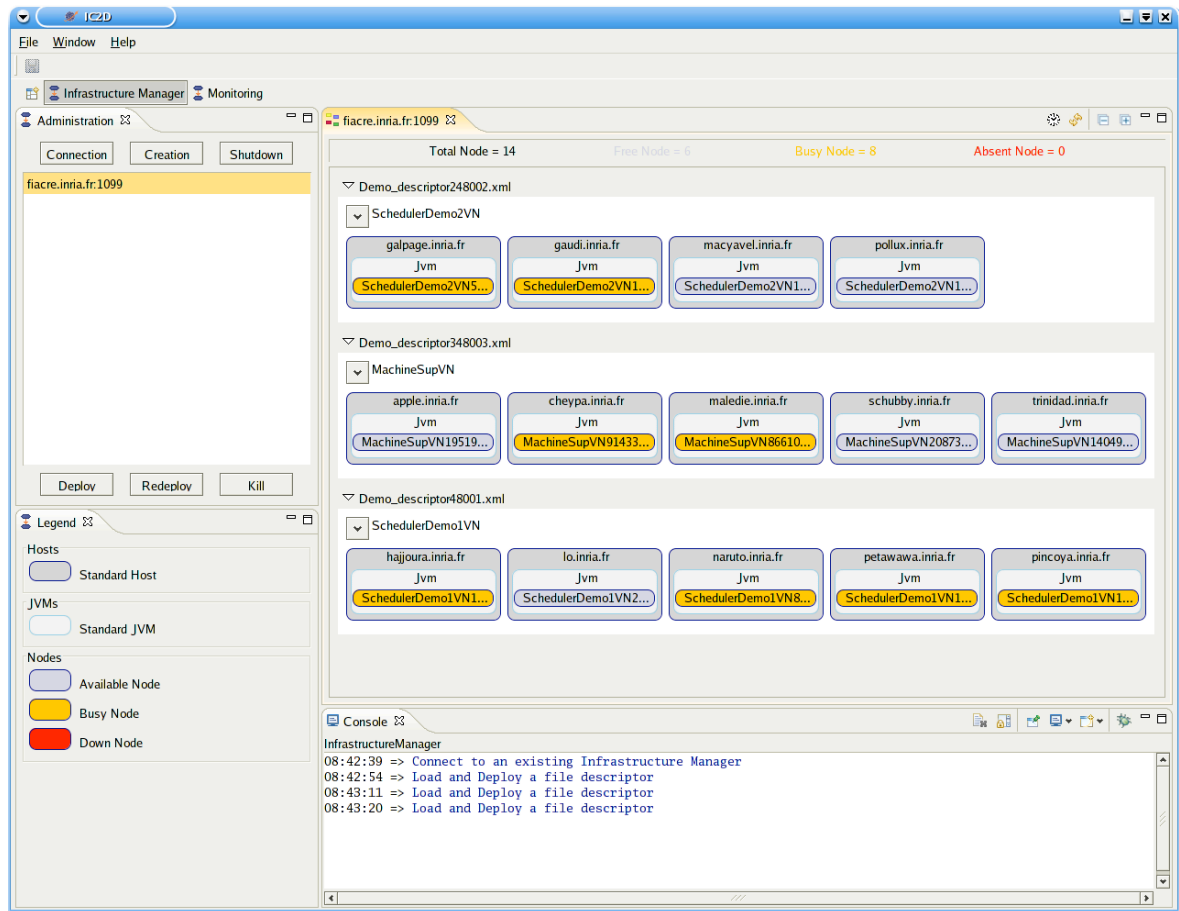 IC2D
File Window Help
Infrastructure Manager Monitoring
Administration
Connection Creation Shutdown
fiacre.inria.fr:1099
Deploy Redeploy Kill
Legend
Hosts
Standard Host
JVMs
Standard JVM
Nodes
Available Node
Busy Node
Down Node
fiacre.inria.fr:1099
Total Node = 14 Free Node = 6 Busy Node = 8 Absent Node = 0
Demo_descriptor248002.xml
SchedulerDemo2VN
galpage.inria.fr gaudi.inria.fr macyavel.inria.fr pollux.inria.fr
Jvm Jvm Jvm Jvm
SchedulerDemo2VN5... SchedulerDemo2VN1... SchedulerDemo2VN1... SchedulerDemo2VN1...
Demo_descriptor348003.xml
MachineSupVN
apple.inria.fr cheypa.inria.fr maledie.inria.fr schubby.inria.fr trinidad.inria.fr
Jvm Jvm Jvm Jvm Jvm
MachineSupVN19519... MachineSupVN91433... MachineSupVN86610... MachineSupVN20873... MachineSupVN14049...
Demo_descriptor48001.xml
SchedulerDemo1VN
hajjoura.inria.fr lo.inria.fr naruto.inria.fr petawawa.inria.fr pincoya.inria.fr
Jvm Jvm Jvm Jvm Jvm
SchedulerDemo1VN1... SchedulerDemo1VN2... SchedulerDemo1VN8... SchedulerDemo1VN1... SchedulerDemo1VN1...
Console
InfrastructureManager
08:42:39 => Connect to an existing Infrastructure Manager
08:42:54 => Load and Deploy a file descriptor
08:43:11 => Load and Deploy a file descriptor
08:43:20 => Load and Deploy a file descriptor